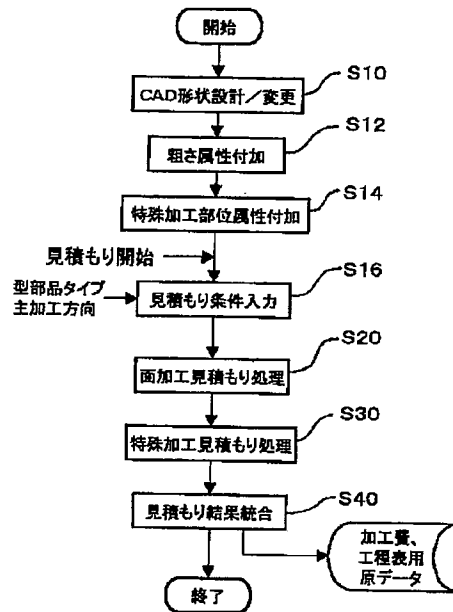 開始
S10
CAD形状設計／変更
S12
粗さ属性付加
S14
特殊加工部位属性付加
見積もり開始
S16
型部品タイプ
主加工方向
見積もり条件入力
S20
面加工見積もり処理
S30
特殊加工見積もり処理
S40
見積もり結果統合
加工費、
工程表用
原データ
終了